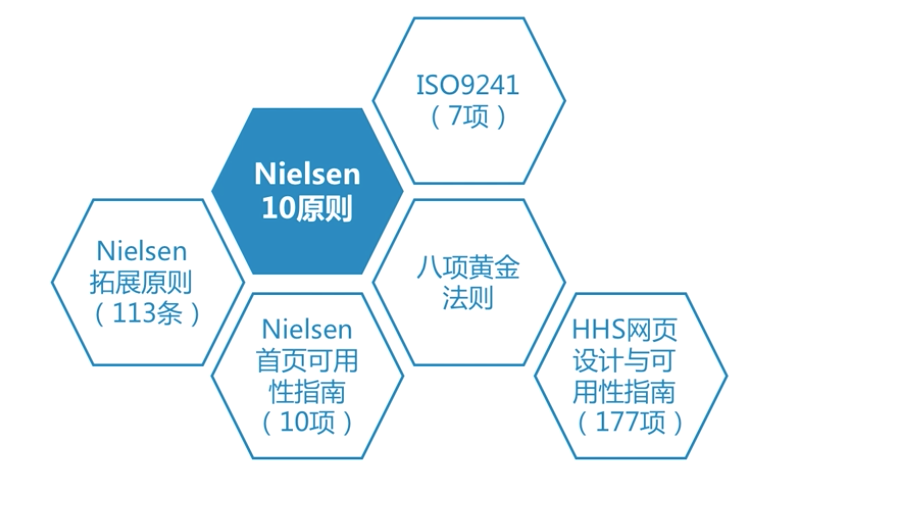 ISO9241
（7项）
Nielsen
10原则
Nielsen
拓展原则
（113条）
八项黄金
法则
Nielsen
首页可用
性指南
（10项）
HHS网页
设计与可
用性指南
（177项）